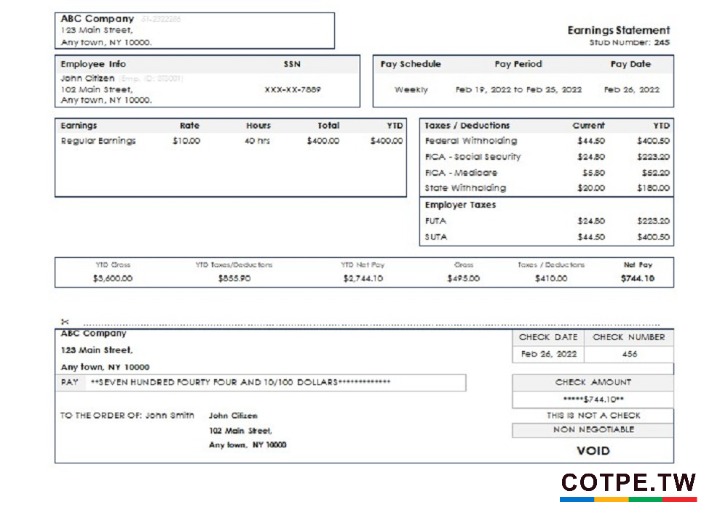 ABC Company
123 Main Street,
Any town, NY 10000.
Earnings Statement
Stub Number: 245
Employee Info SSN
John Citizen
102 Main Street, XXX-XX-7889
Any town, NY 10000.
Pay Schedule Pay Period Pay Date
Weekly Feb 19, 2022 to Feb 25, 2022 Feb 26, 2022
Earnings Rate Hours Total YTD
Regular Earnings $10.00 40 hrs $400.00 $400.00
Taxes / Deductions Current YTD
Federal Withholding $44.50 $400.50
FICA - Social Security $24.80 $223.20
FICA - Medicare $5.80 $52.20
State Withholding $20.00 $180.00
Employer Taxes
FUTA $24.80 $223.20
SUTA $44.50 $400.50
YTD Gross YTD Taxes/Deductions YTD Net Pay Gross Taxes / Deductions Net Pay
$3,600.00 $855.90 $2,744.10 $495.00 $410.00 $744.10
ABC Company
123 Main Street,
Any town, NY 10000
CHECK DATE CHECK NUMBER
Feb 26, 2022 456
PAY **SEVEN HUNDRED FOURTY FOUR AND 10/100 DOLLARS*************
CHECK AMOUNT
*****$744.10**
TO THE ORDER OF: John Smith John Citizen
102 Main Street,
Any town, NY 10000
THIS IS NOT A CHECK
NON NEGOTIABLE
VOID
COTPE.TW